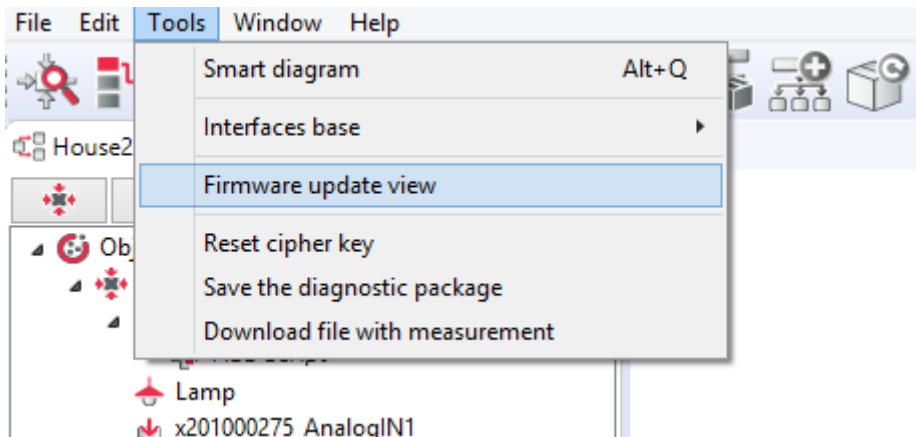 File Edit Tools Window Help
Smart diagram Alt+Q
House2
Interfaces base
Firmware update view
Obj
Reset cipher key
Save the diagnostic package
Download file with measurement
Lamp
x201000275_AnalogIN1